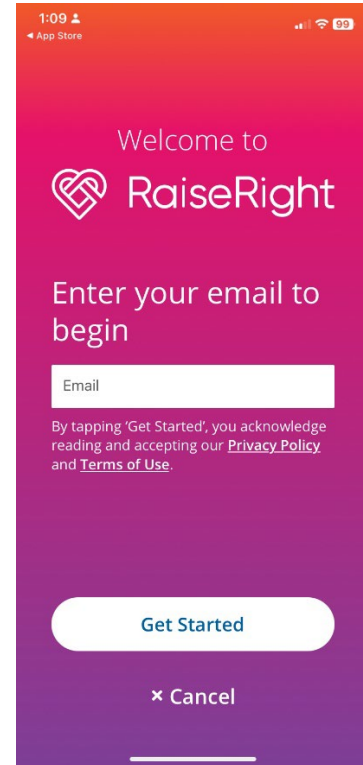 1:09
99
◀ App Store
Welcome to
RaiseRight
Enter your email to
begin
Email
By tapping ‘Get Started’, you acknowledge
reading and accepting our Privacy Policy
and Terms of Use.
Get Started
× Cancel